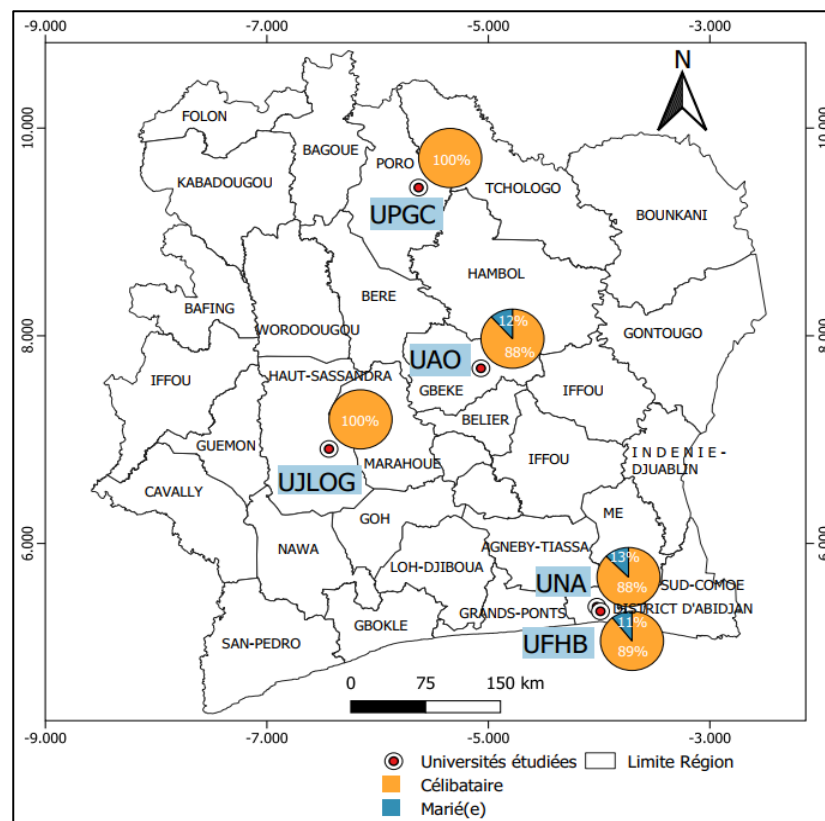 -9.000 -7.000 -5.000 -3.000
N
10.000 10.000
FOLON
BAGOUE
PORO
100%
TCHOLOGO
KABADOUGOU
UPGC
BOUNKANI
HAMBOL
BERE
BAFING
8.000 8.000
WORODOUGOU
12%
88%
GONTOUGO
UAO
IFFOU
HAUT-SASSANDRA
GBEKE
IFFOU
100%
BELIER
GUEMON
MARAHOUE
IFFOU
INDENIE-
DJUABLIN
UJLOG
CAVALLY
GOH
ME
6.000 6.000
NAWA
AGNEBY-TIASSA
13%
88%
LOH-DJIBOUA
UNA
SUD-COMOE
GRANDS-PONTS
DISTRICT D'ABIDJAN
GBOKLE
11%
89%
SAN-PEDRO
UFHB
0 75 150 km
-9.000 -7.000 -5.000 -3.000
Universités étudiées Limite Région
Célibataire
Marié(e)